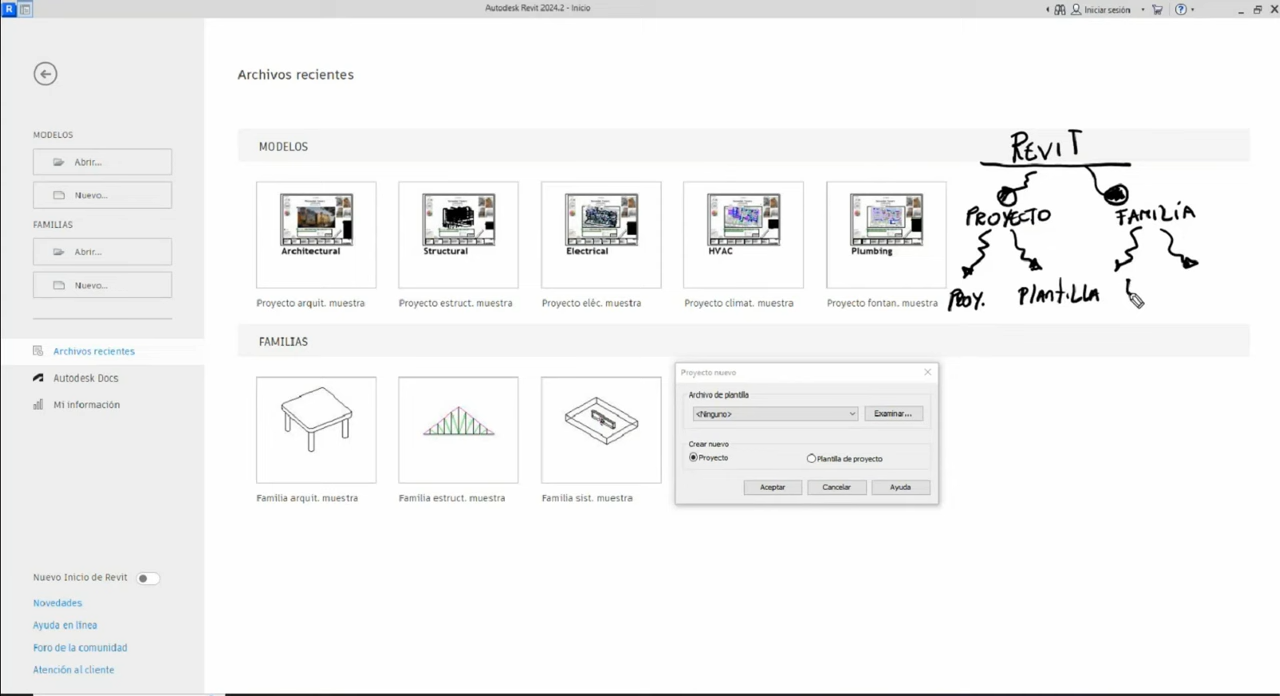 R
Autodesk Revit 2024.2 - Inicio
Iniciar sesión
?
Archivos recientes
MODELOS
Abrir...
Nuevo...
FAMILIAS
Abrir...
Nuevo...
Archivos recientes
Autodesk Docs
Mi información
Nuevo Inicio de Revit
Novedades
Ayuda en línea
Foro de la comunidad
Atención al cliente
MODELOS
Architectural
Structural
Electrical
HVAC
Plumbing
Proyecto arquit. muestra
Proyecto estruct. muestra
Proyecto eléc. muestra
Proyecto climat. muestra
Proyecto fontan. muestra
REVIT
PROYECTO
FAMILIA
PROY.
PlANtILLA
FAMILIAS
Familia arquit. muestra
Familia estruct. muestra
Familia sist. muestra
Proyecto nuevo
Archivo de plantilla
<Ninguno>
Examinar...
Crear nuevo
Proyecto
Plantilla de proyecto
Aceptar
Cancelar
Ayuda